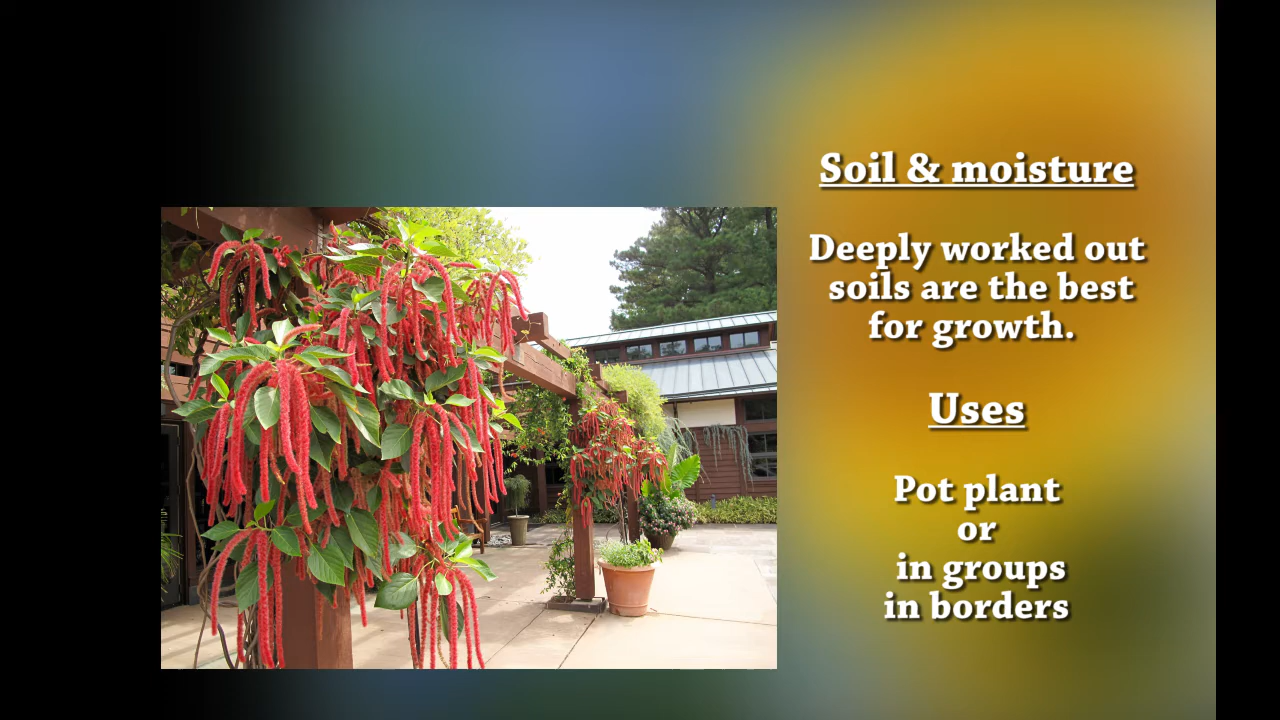 Soil & moisture
Deeply worked out
soils are the best
for growth.
Uses
Pot plant
or
in groups
in borders